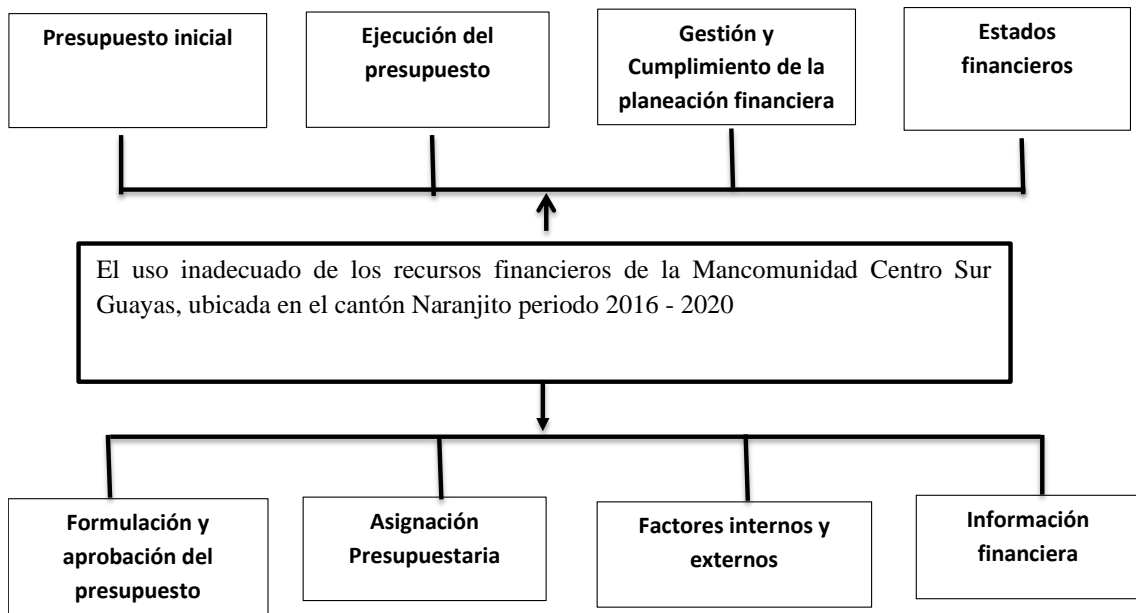 Presupuesto inicial
Ejecución del
presupuesto
Gestión y
Cumplimiento de la
planeación financiera
Estados
financieros
El uso inadecuado de los recursos financieros de la Mancomunidad Centro Sur
Guayas, ubicada en el cantón Naranjito periodo 2016 - 2020
Formulación y
aprobación del
presupuesto
Asignación
Presupuestaria
Factores internos y
externos
Información
financiera